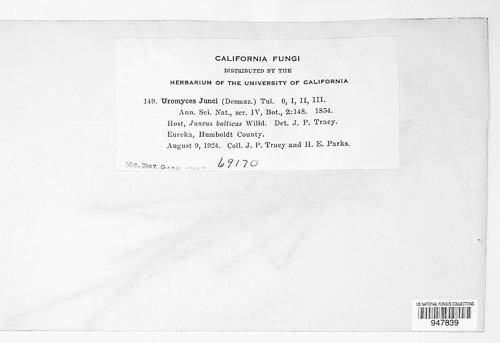 CALIFORNIA FUNGI
DISTRIBUTED BY THE
HERBARIUM OF THE UNIVERSITY OF CALIFORNIA
149. Uromyces Junci (Desmaz.) Tul. 0, I, II, III.
Ann. Sci. Nat., ser. IV, Bot., 2:148. 1854.
Host, Juncus balticus Willd. Det. J. P. Tracy.
Eureka, Humboldt County.
August 9, 1924. Coll. J. P. Tracy and H. E. Parks.
69170
US NATIONAL FUNGUS COLLECTIONS
947839